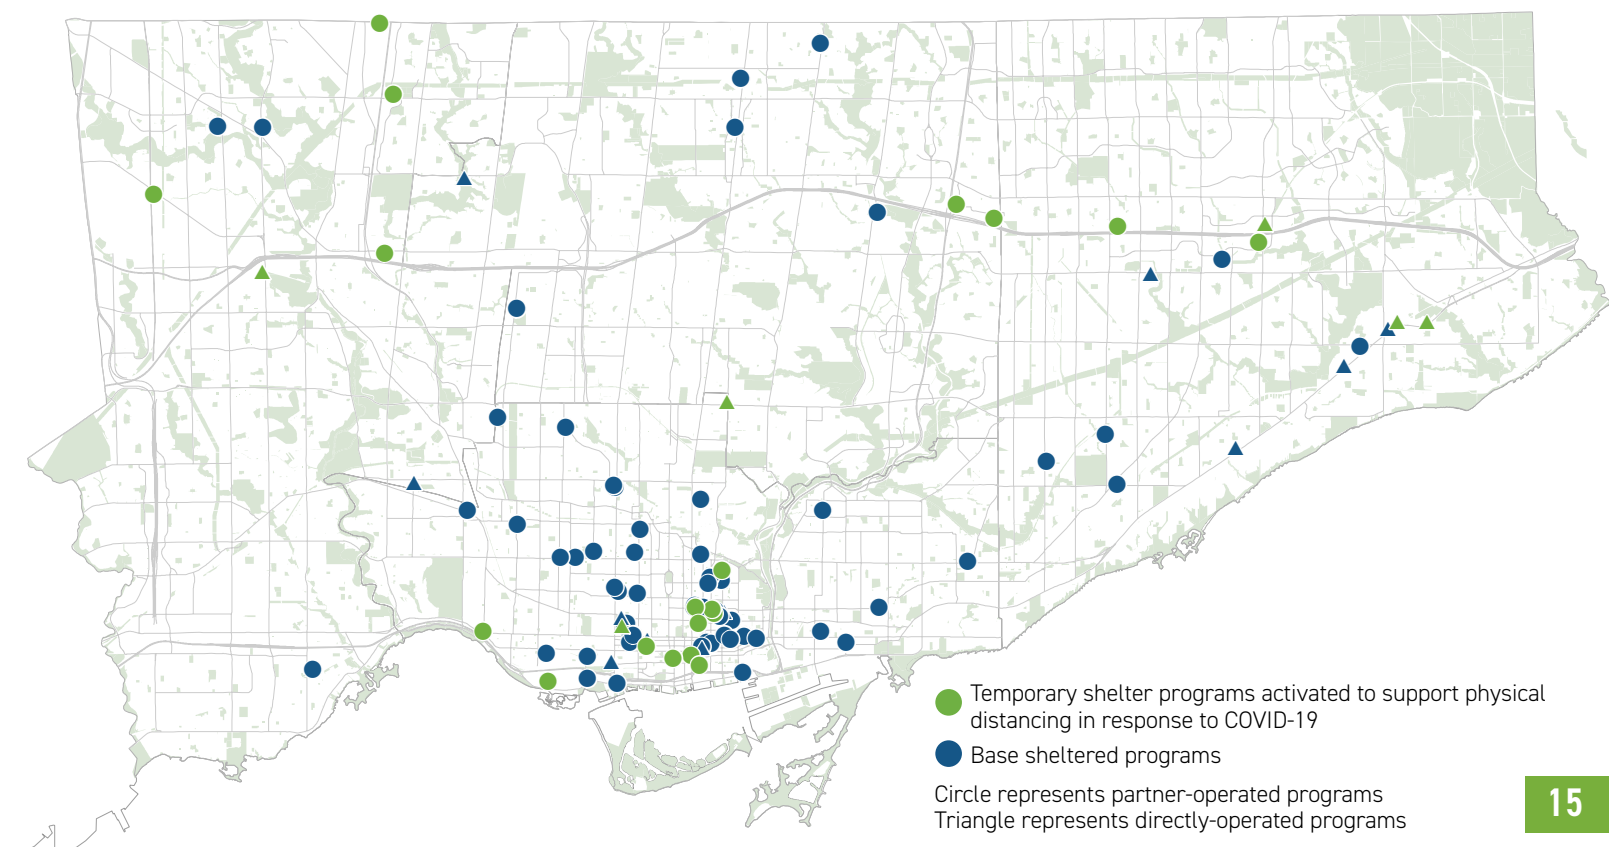 Temporary shelter programs activated to support physical
distancing in response to COVID-19
Base sheltered programs
Circle represents partner-operated programs
Triangle represents directly-operated programs
15